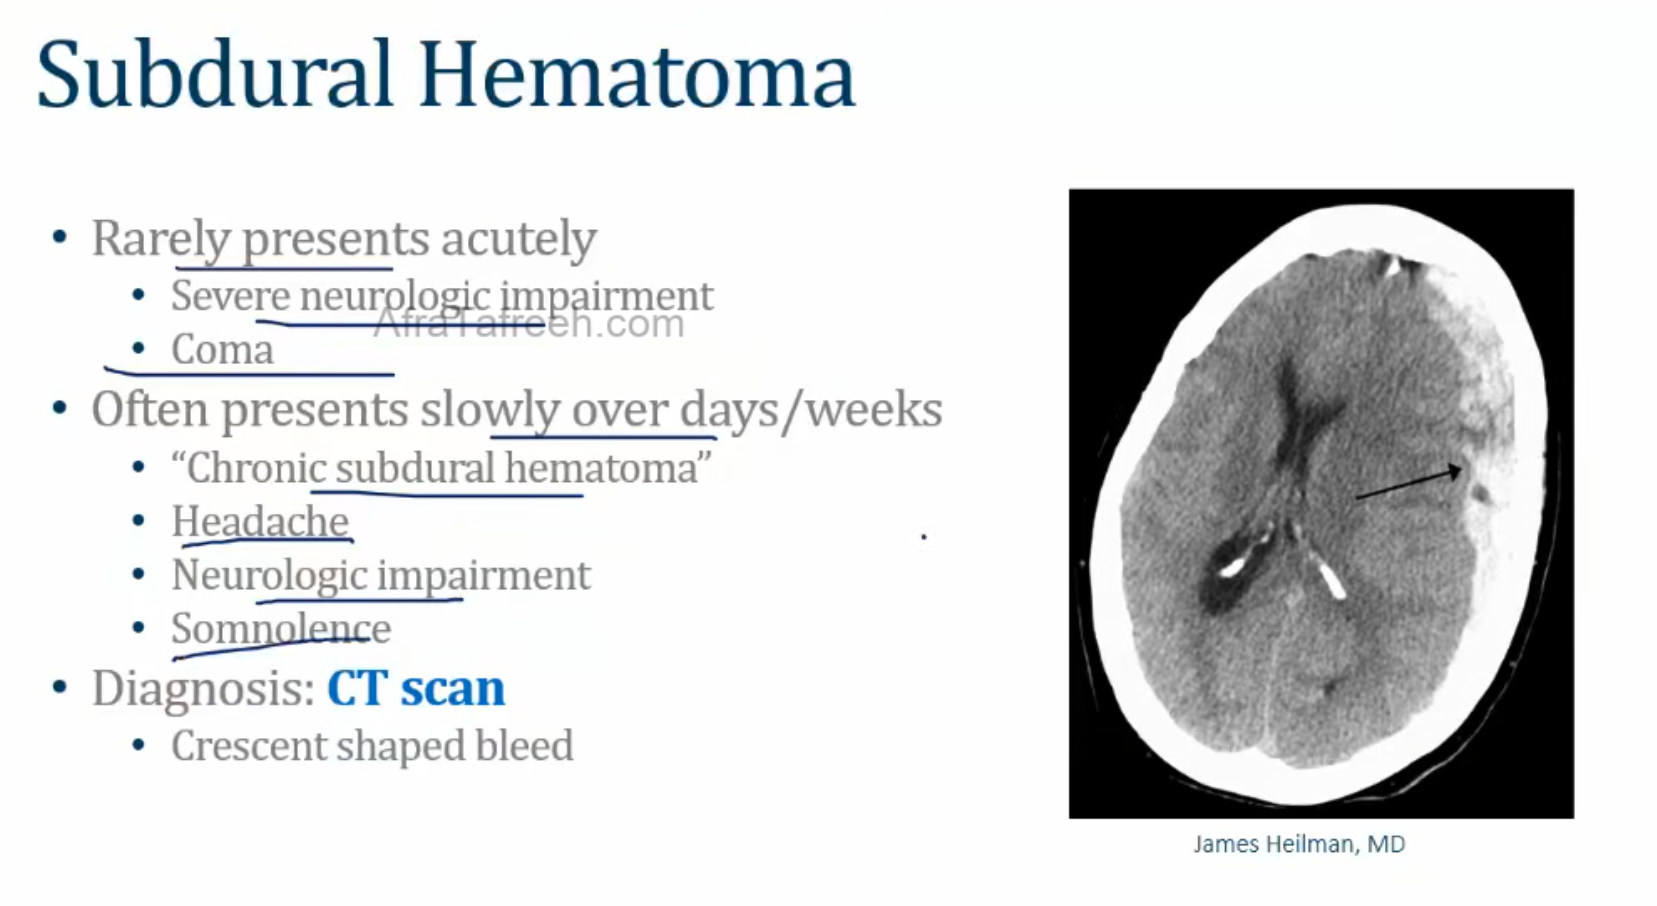 Subdural Hematoma
• Rarely presents acutely
• Severe neurologic impairment
AfraTafreeh.com
• Coma
• Often presents slowly over days/weeks
• “Chronic subdural hematoma”
• Headache
• Neurologic impairment
• Somnolence
• Diagnosis: CT scan
• Crescent shaped bleed
James Heilman, MD